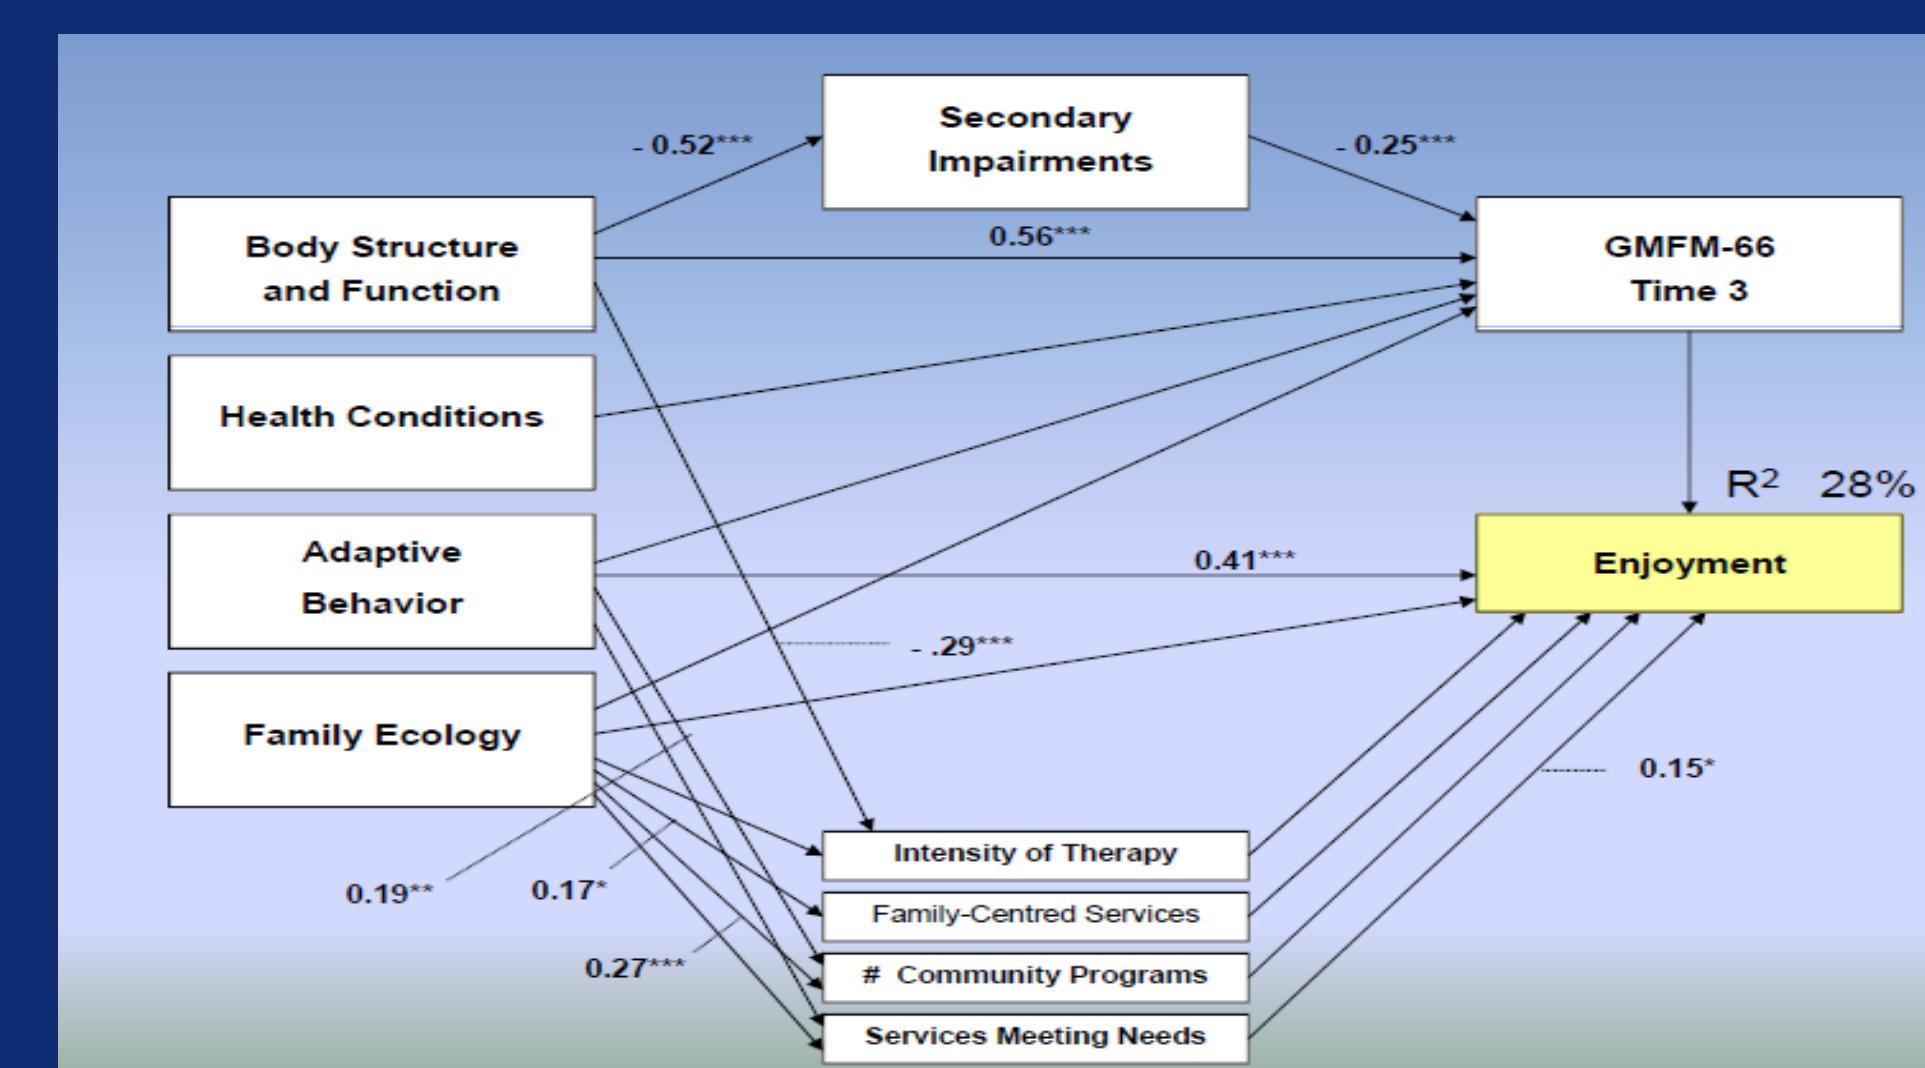 Secondary
Impairments
- 0.52***
- 0.25***
Body Structure
and Function
0.56***
GMFM-66
Time 3
Health Conditions
R2 28%
Adaptive
Behavior
0.41***
Enjoyment
- .29***
Family Ecology
0.15*
Intensity of Therapy
0.19**
0.17*
Family-Centred Services
0.27***
# Community Programs
Services Meeting Needs